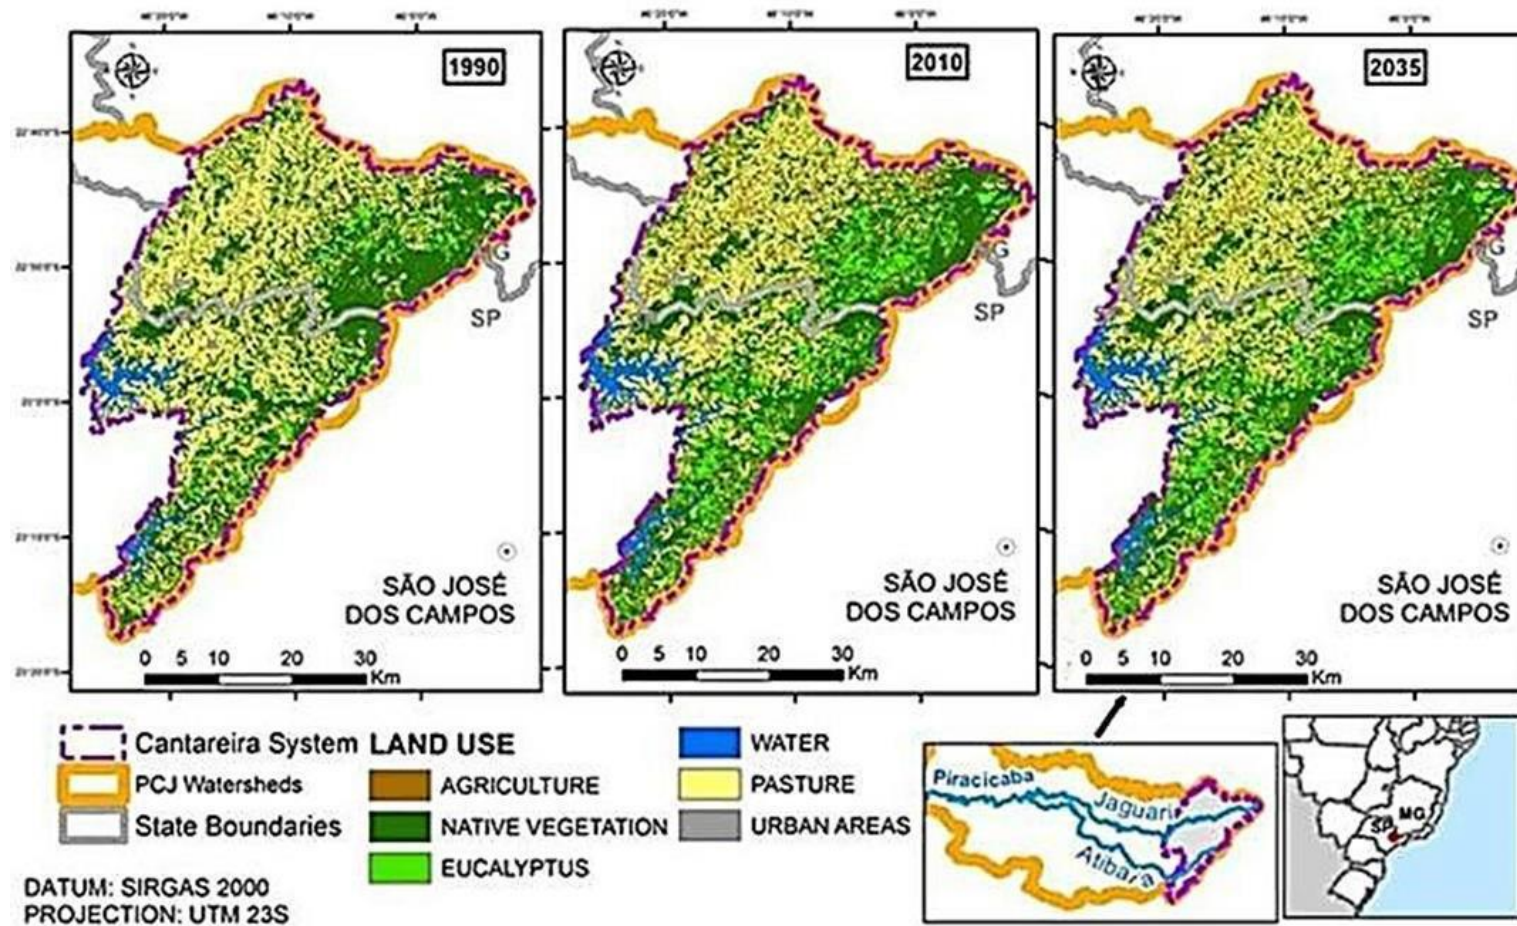 1990
2010
2035
G
SP
G
SP
G
SP
SÃO JOSÉ
DOS CAMPOS
SÃO JOSÉ
DOS CAMPOS
SÃO JOSÉ
DOS CAMPOS
0 5 10 20 30
Km
0 5 10 20 30
Km
0 5 10 20 30
Km
Cantareira System
PCJ Watersheds
State Boundaries
LAND USE
AGRICULTURE
NATIVE VEGETATION
EUCALYPTUS
WATER
PASTURE
URBAN AREAS
DATUM: SIRGAS 2000
PROJECTION: UTM 23S
Piracicaba
Jaguari
Atibaia
SP
MG